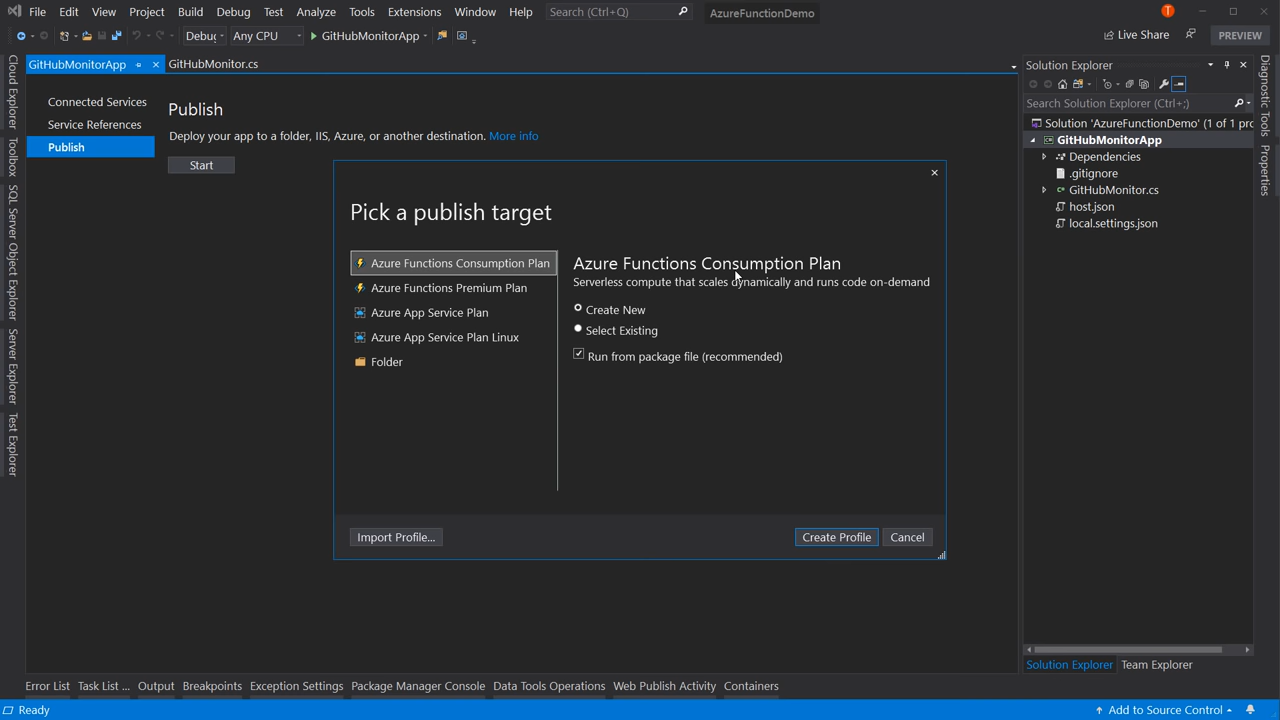 File Edit View Project Build Debug Test Analyze Tools Extensions Window Help Search (Ctrl+Q) AzureFunctionDemo T
Debug Any CPU GitHubMonitorApp Live Share PREVIEW
GitHubMonitorApp GitHubMonitor.cs
Cloud Explorer
Toolbox
SQL Server Object Explorer
Server Explorer
Test Explorer
Connected Services
Service References
Publish
Publish
Deploy your app to a folder, IIS, Azure, or another destination. More info
Start
Pick a publish target
Azure Functions Consumption Plan
Azure Functions Premium Plan
Azure App Service Plan
Azure App Service Plan Linux
Folder
Azure Functions Consumption Plan
Serverless compute that scales dynamically and runs code on-demand
Create New
Select Existing
Run from package file (recommended)
Import Profile... Create Profile Cancel
Solution Explorer
Search Solution Explorer (Ctrl+;)
Solution 'AzureFunctionDemo' (1 of 1 pro
GitHubMonitorApp
Dependencies
.gitignore
GitHubMonitor.cs
host.json
local.settings.json
Solution Explorer Team Explorer
Diagnostic Tools
Properties
Error List Task List ... Output Breakpoints Exception Settings Package Manager Console Data Tools Operations Web Publish Activity Containers
Ready Add to Source Control